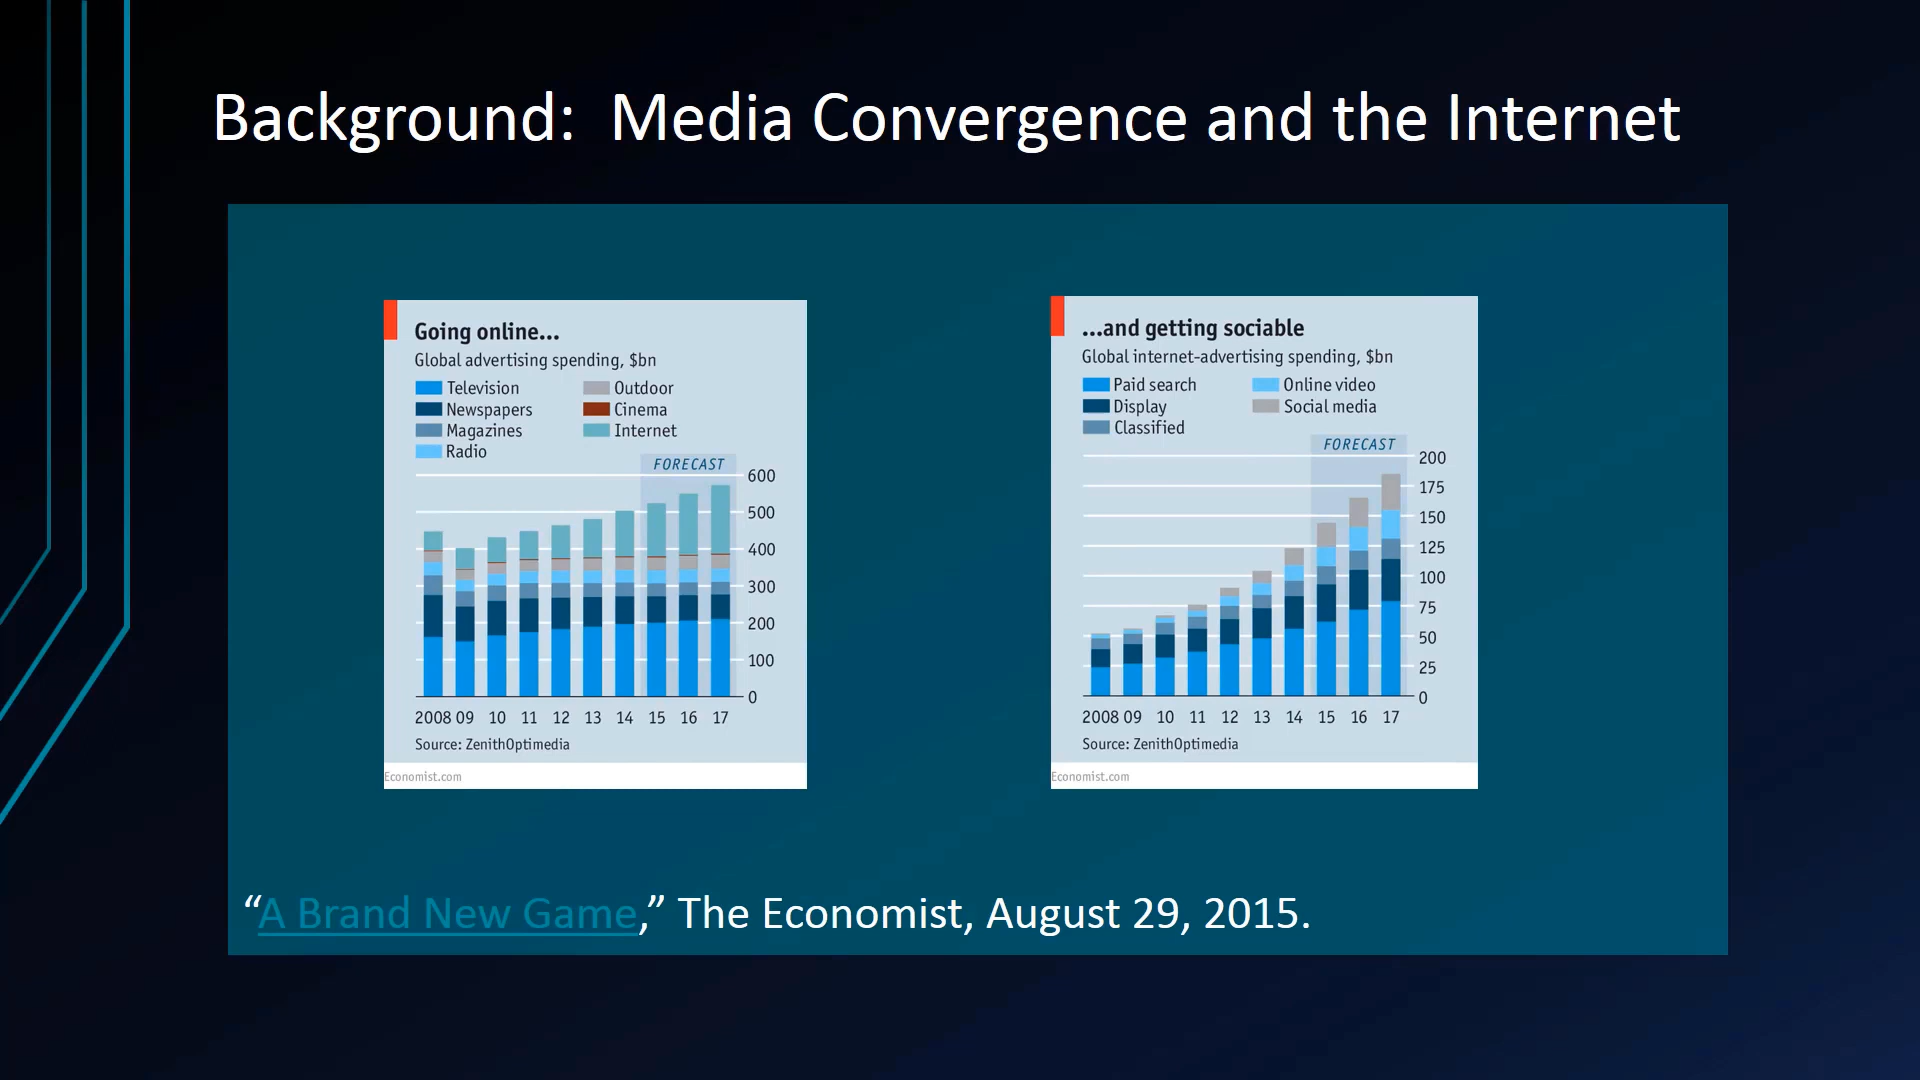 Background:  Media Convergence and the Internet
Going online...
Global advertising spending, $bn
Television
Newspapers
Magazines
Radio
Outdoor
Cinema
Internet
FORECAST
600
500
400
300
200
100
0
2008 09 10 11 12 13 14 15 16 17
Source: ZenithOptimedia
Economist.com
...and getting sociable
Global internet-advertising spending, $bn
Paid search
Display
Classified
Online video
Social media
FORECAST
200
175
150
125
100
75
50
25
0
2008 09 10 11 12 13 14 15 16 17
Source: ZenithOptimedia
Economist.com
“A Brand New Game,” The Economist, August 29, 2015.